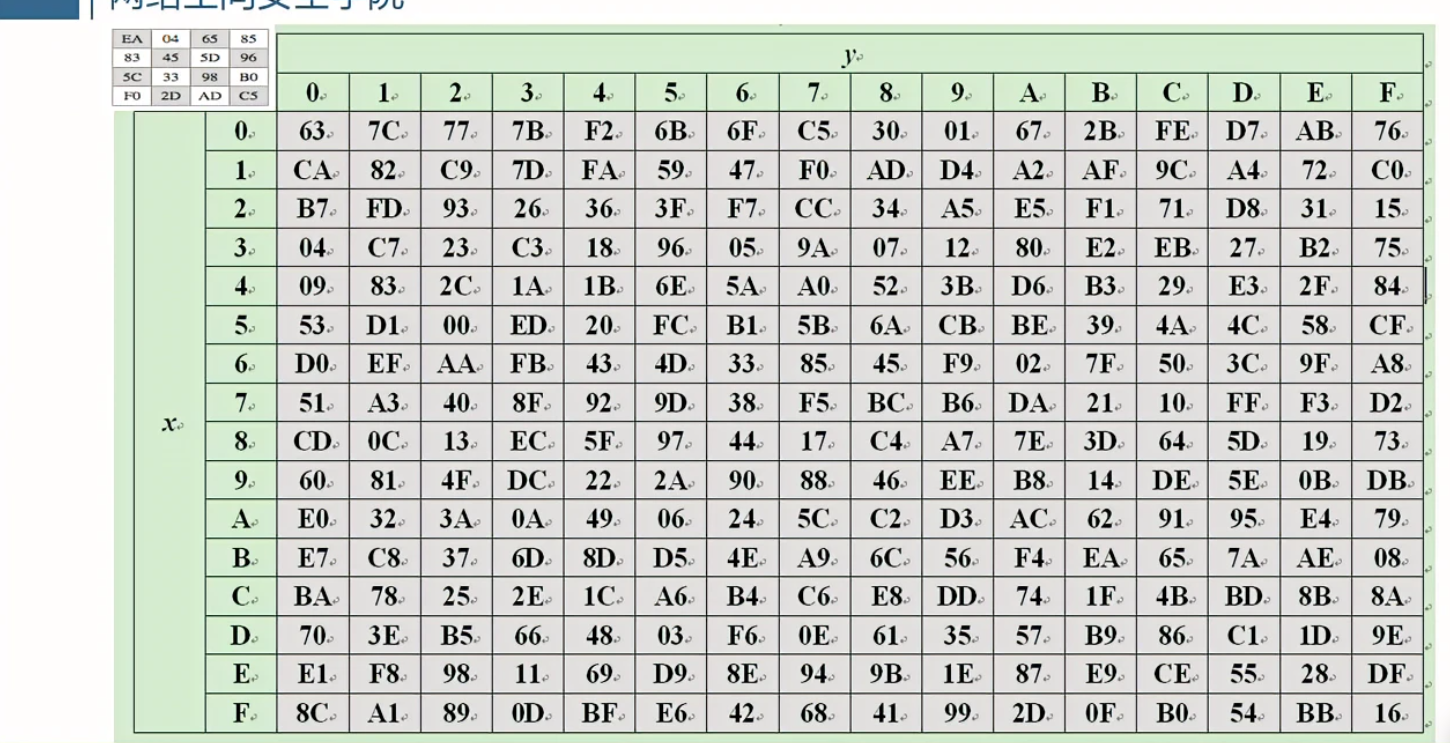 网络空间安全学院
EA 04 65 85
83 45 5D 96
5C 33 98 B0
F0 2D AD C5
y
0 1 2 3 4 5 6 7 8 9 A B C D E F
x
0 63 7C 77 7B F2 6B 6F C5 30 01 67 2B FE D7 AB 76
1 CA 82 C9 7D FA 59 47 F0 AD D4 A2 AF 9C A4 72 C0
2 B7 FD 93 26 36 3F F7 CC 34 A5 E5 F1 71 D8 31 15
3 04 C7 23 C3 18 96 05 9A 07 12 80 E2 EB 27 B2 75
4 09 83 2C 1A 1B 6E 5A A0 52 3B D6 B3 29 E3 2F 84
5 53 D1 00 ED 20 FC B1 5B 6A CB BE 39 4A 4C 58 CF
6 D0 EF AA FB 43 4D 33 85 45 F9 02 7F 50 3C 9F A8
7 51 A3 40 8F 92 9D 38 F5 BC B6 DA 21 10 FF F3 D2
8 CD 0C 13 EC 5F 97 44 17 C4 A7 7E 3D 64 5D 19 73
9 60 81 4F DC 22 2A 90 88 46 EE B8 14 DE 5E 0B DB
A E0 32 3A 0A 49 06 24 5C C2 D3 AC 62 91 95 E4 79
B E7 C8 37 6D 8D D5 4E A9 6C 56 F4 EA 65 7A AE 08
C BA 78 25 2E 1C A6 B4 C6 E8 DD 74 1F 4B BD 8B 8A
D 70 3E B5 66 48 03 F6 0E 61 35 57 B9 86 C1 1D 9E
E E1 F8 98 11 69 D9 8E 94 9B 1E 87 E9 CE 55 28 DF
F 8C A1 89 0D BF E6 42 68 41 99 2D 0F B0 54 BB 16